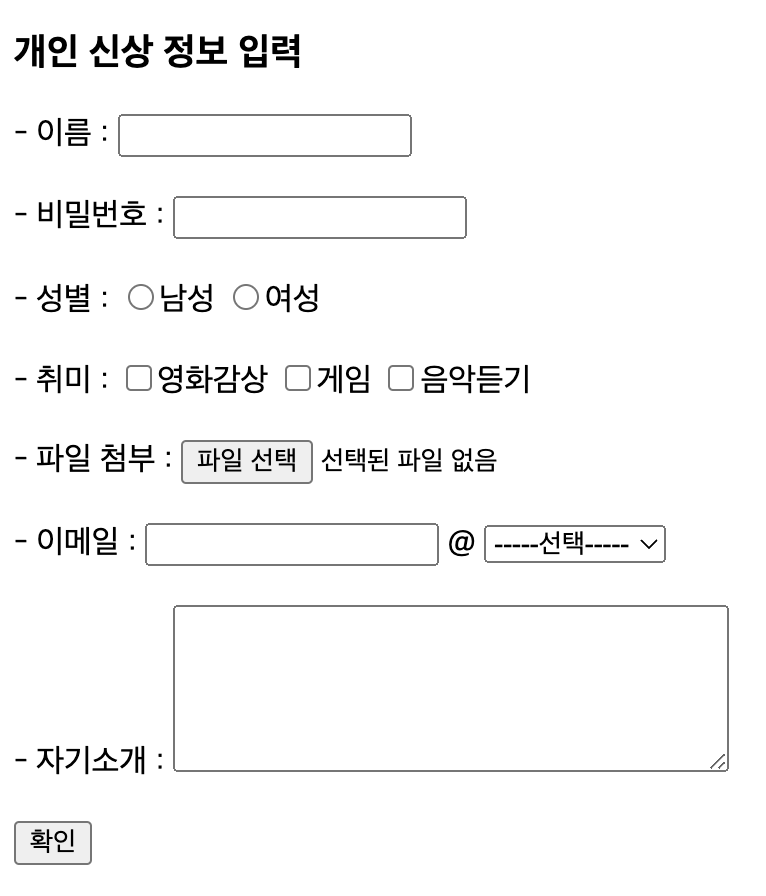 개인 신상 정보 입력
- 이름 :
- 비밀번호 :
- 성별 : 남성 여성
- 취미 : 영화감상 게임 음악듣기
- 파일 첨부 : 파일 선택 선택된 파일 없음
- 이메일 : @ -----선택-----
- 자기소개 :
확인